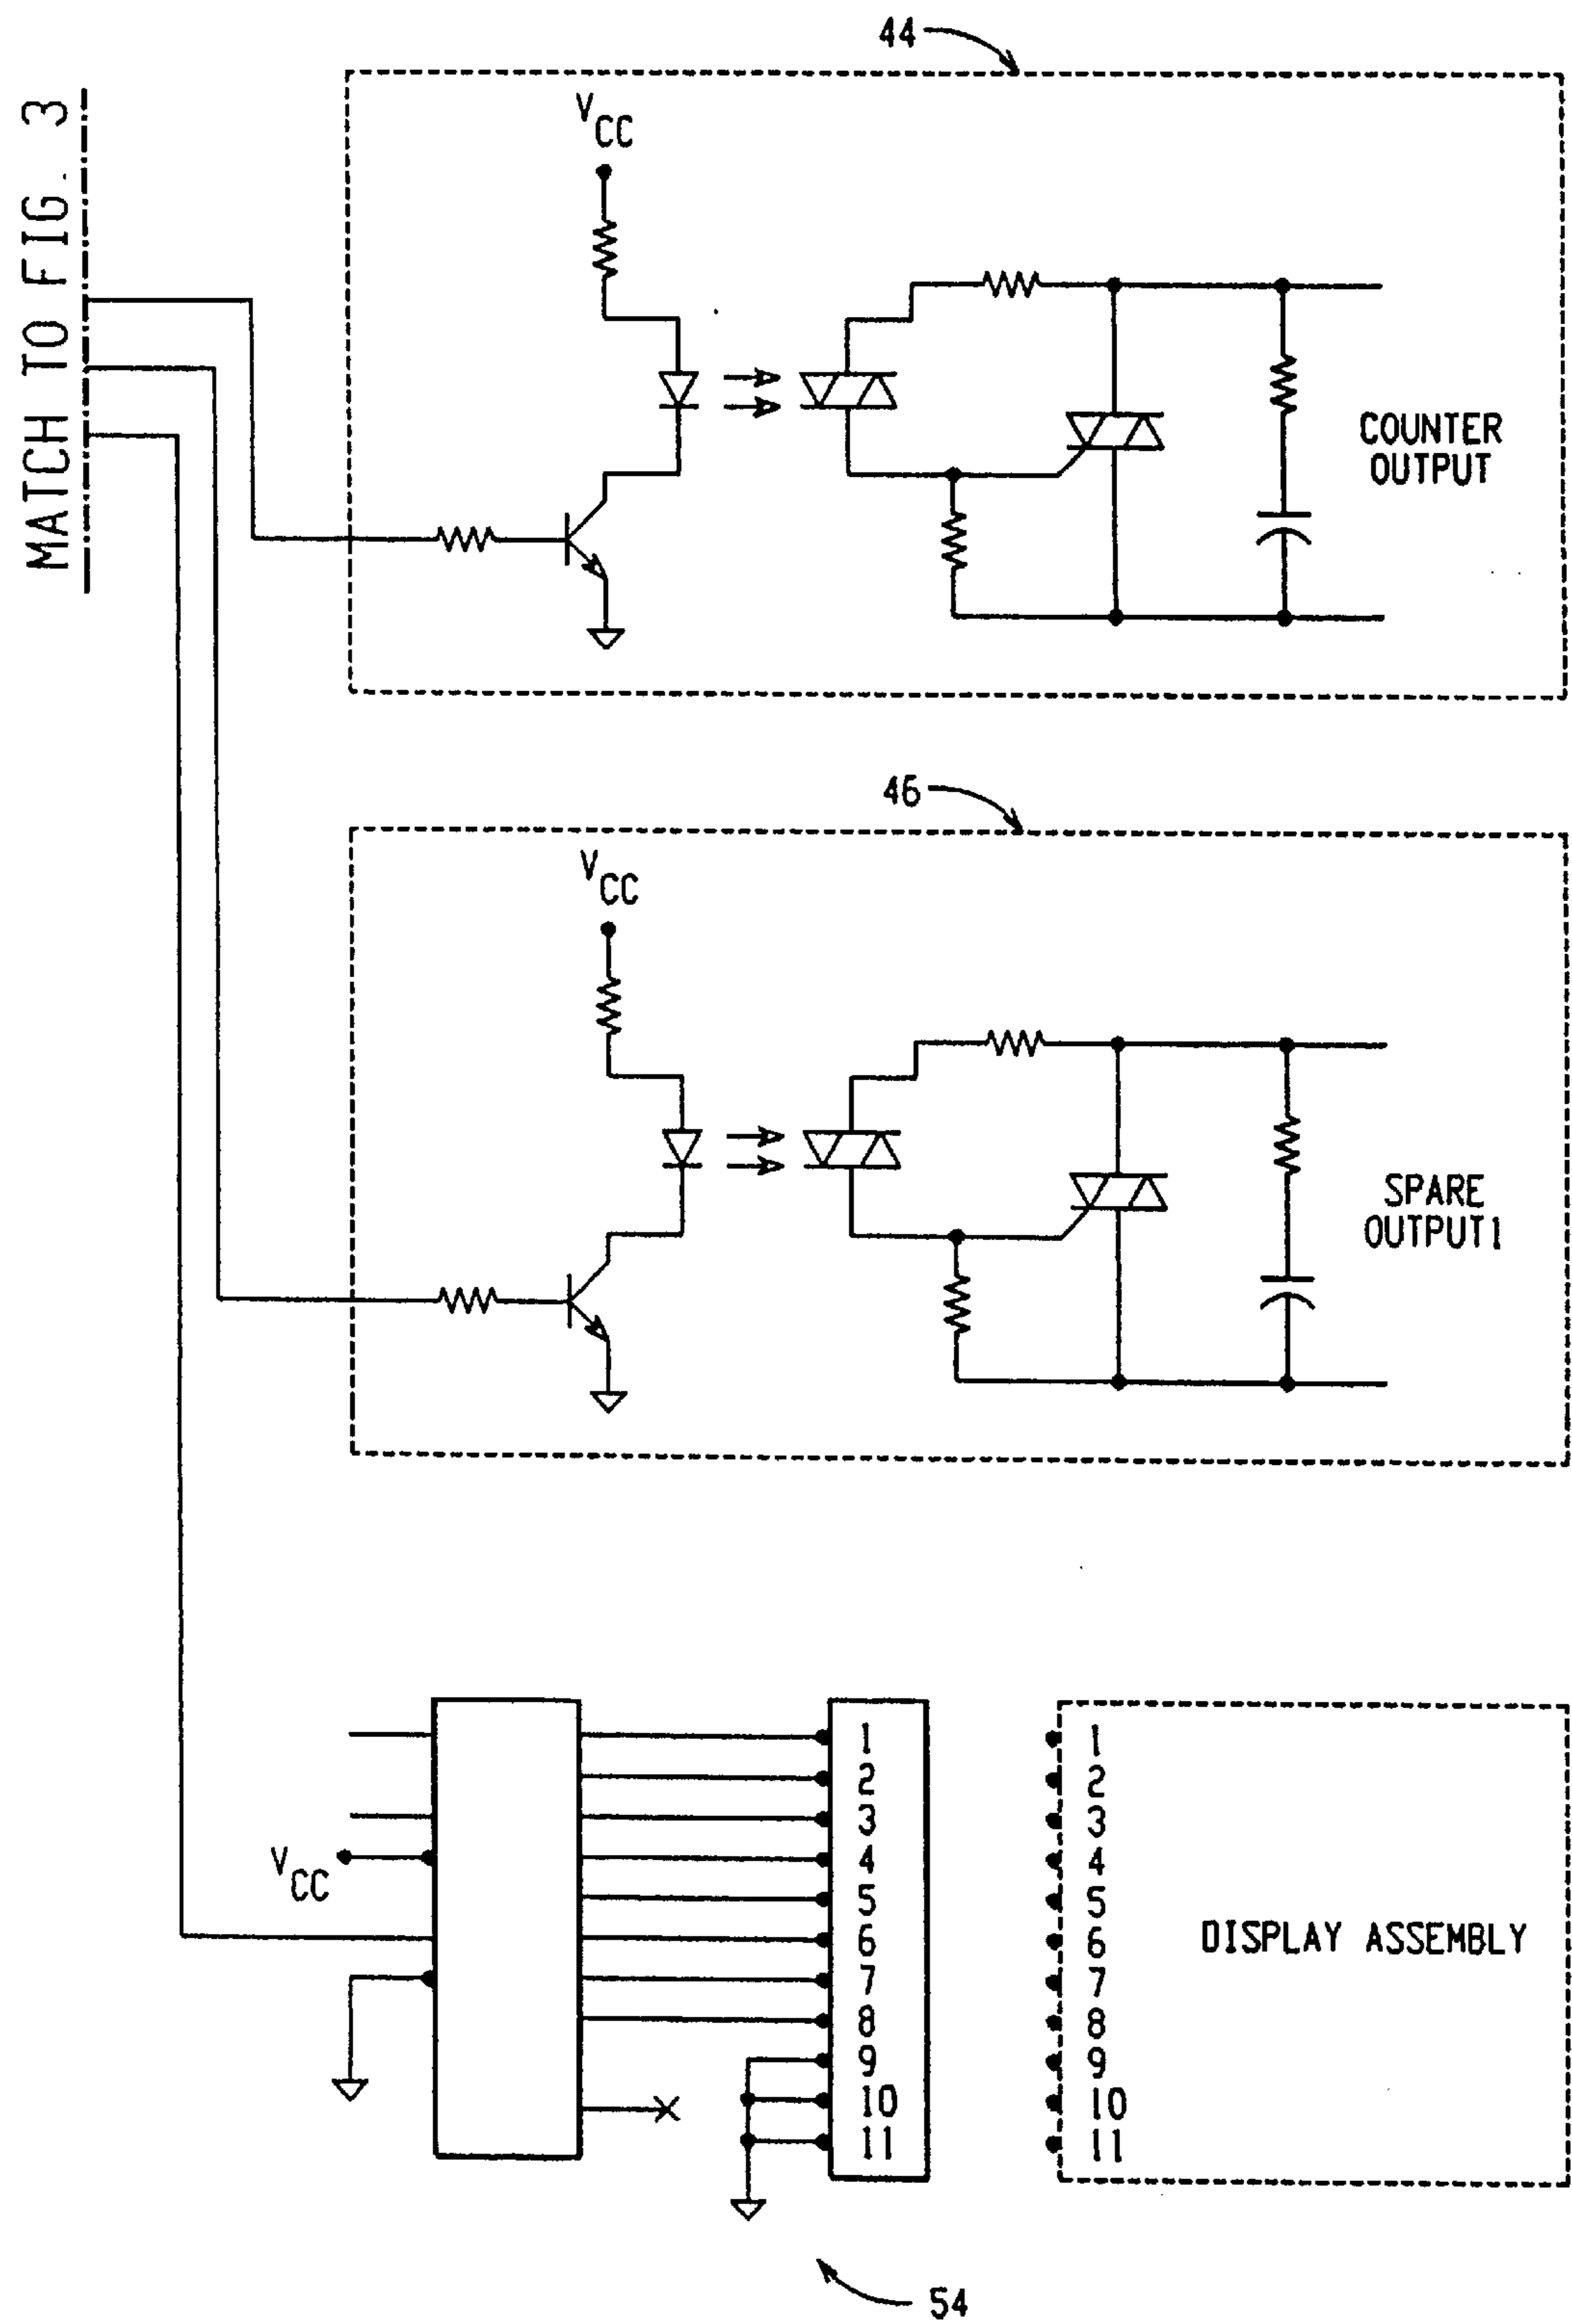 MATCH TO FIG. 3
44
VCC
COUNTER
OUTPUT
46
VCC
SPARE
OUTPUT1
VCC
1
2
3
4
5
6
7
8
9
10
11
1
2
3
4
5
6
7
8
9
10
11
DISPLAY ASSEMBLY
54